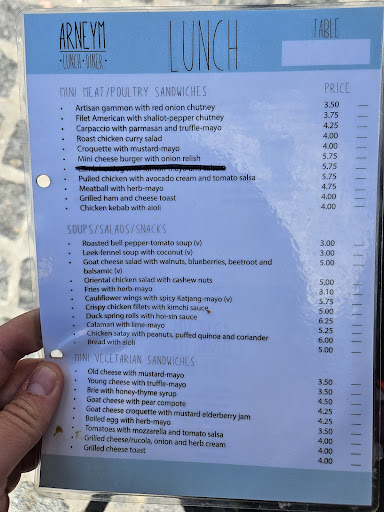 ARNEYM
•LUNCH•DINER•
LUNCH
TABLE
MINI MEAT/POULTRY SANDWICHES PRICE
• Artisan gammon with red onion chutney 3,50
• Filet American with shallot-pepper chutney 3,75
• Carpaccio with parmasan and truffle-mayo 4,25
• Roast chicken curry salad 4,00
• Croquette with mustard-mayo 4,00
• Mini cheese burger with onion relish 5,75
• 5,75
• Pulled chicken with avocado cream and tomato salsa 5,75
• Meatball with herb-mayo 4,75
• Grilled ham and cheese toast 4,00
• Chicken kebab with aioli 4,00
SOUPS/SALADS/SNACKS
• Roasted bell pepper-tomato soup (v) 3,00
• Leek-fennel soup with coconut (v) 3,00
• Goat cheese salad with walnuts, blueberries, beetroot and 5,00
balsamic (v)
• Oriental chicken salad with cashew nuts 5,00
• Fries with herb-mayo 3,10
• Cauliflower wings with spicy Katjang-mayo (v) 5,75
• Crispy chicken fillets with kimchi sauce 5,00
• Duck spring rolls with hoi-sin sauce 6,25
• Calamari with lime-mayo 5,25
• Chicken satay with peanuts, puffed quinoa and coriander 6,00
• Bread with aioli 5,00
MINI VEGETARIAN SANDWICHES
• Old cheese with mustard-mayo 3,50
• Young cheese with truffle-mayo 3,50
• Brie with honey-thyme syrup 4,50
• Goat cheese with pear compote 4,25
• Goat cheese croquette with mustard elderberry jam 4,25
• Boiled egg with herb-mayo 4,00
• Tomatoes with mozzarella and tomato salsa 4,00
• Grilled cheese/rucola, onion and herb cream 4,00
• Grilled cheese toast 4,00